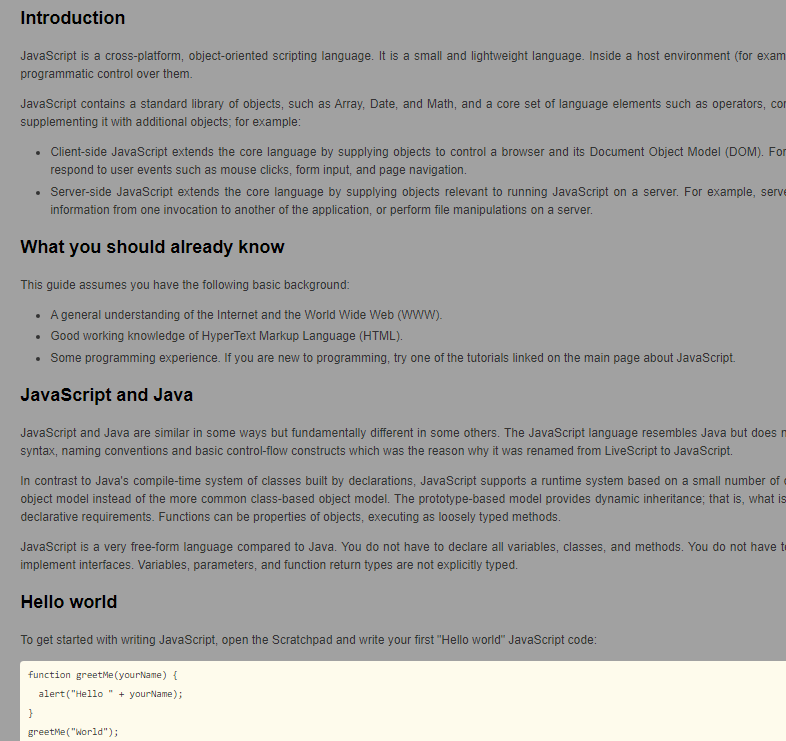 Introduction
JavaScript is a cross-platform, object-oriented scripting language. It is a small and lightweight language. Inside a host environment (for exam
programmatic control over them.
JavaScript contains a standard library of objects, such as Array, Date, and Math, and a core set of language elements such as operators, con
supplementing it with additional objects; for example:
• Client-side JavaScript extends the core language by supplying objects to control a browser and its Document Object Model (DOM). For
respond to user events such as mouse clicks, form input, and page navigation.
• Server-side JavaScript extends the core language by supplying objects relevant to running JavaScript on a server. For example, serve
information from one invocation to another of the application, or perform file manipulations on a server.
What you should already know
This guide assumes you have the following basic background:
• A general understanding of the Internet and the World Wide Web (WWW).
• Good working knowledge of HyperText Markup Language (HTML).
• Some programming experience. If you are new to programming, try one of the tutorials linked on the main page about JavaScript.
JavaScript and Java
JavaScript and Java are similar in some ways but fundamentally different in some others. The JavaScript language resembles Java but does n
syntax, naming conventions and basic control-flow constructs which was the reason why it was renamed from LiveScript to JavaScript.
In contrast to Java's compile-time system of classes built by declarations, JavaScript supports a runtime system based on a small number of
object model instead of the more common class-based object model. The prototype-based model provides dynamic inheritance; that is, what is
declarative requirements. Functions can be properties of objects, executing as loosely typed methods.
JavaScript is a very free-form language compared to Java. You do not have to declare all variables, classes, and methods. You do not have t
implement interfaces. Variables, parameters, and function return types are not explicitly typed.
Hello world
To get started with writing JavaScript, open the Scratchpad and write your first "Hello world" JavaScript code:
function greetMe(yourName) {
  alert("Hello " + yourName);
}
greetMe("World");